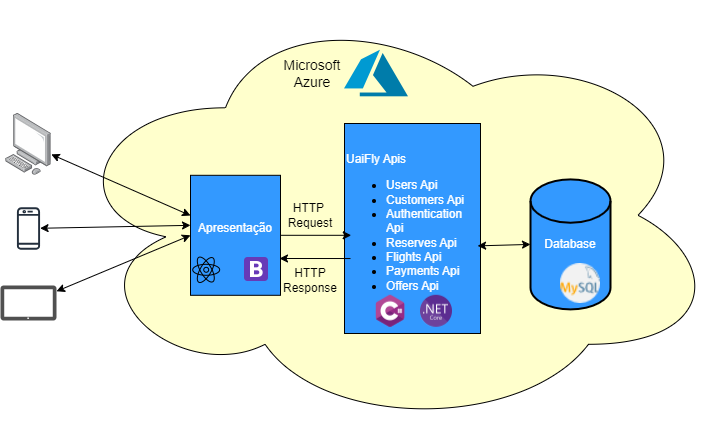 Microsoft
Azure
UaiFly Apis
Users Api
Customers Api
Authentication
Api
Reserves Api
Flights Api
Payments Api
Offers Api
Apresentação
HTTP
Request
HTTP
Response
Database
B
C#
.NET
Core
MySQL